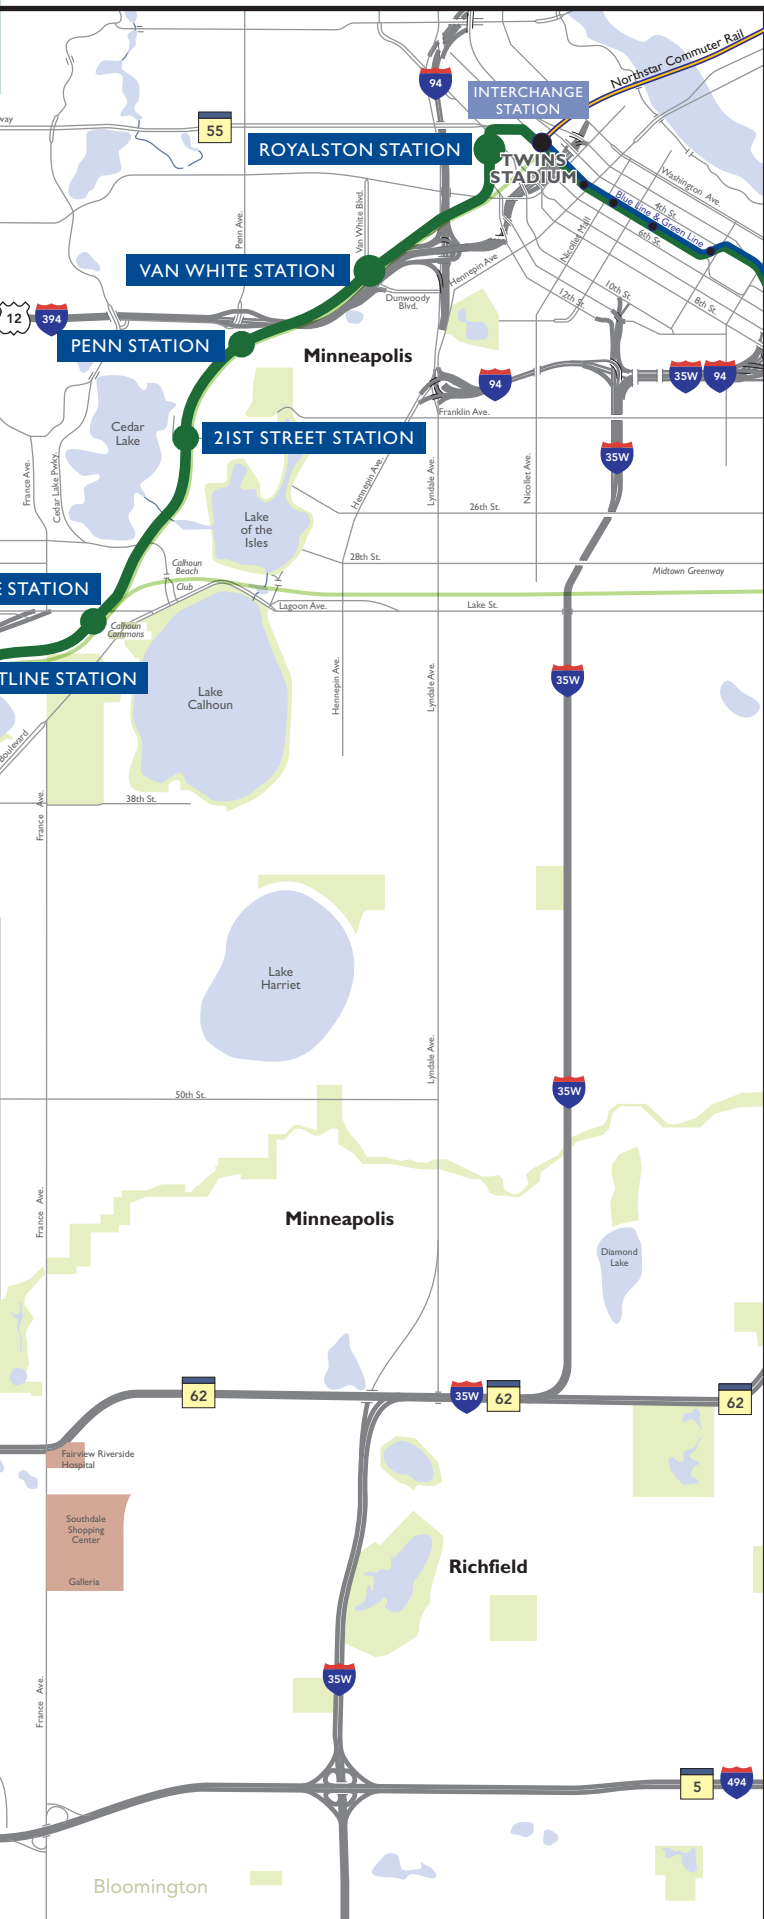 94
INTERCHANGE
STATION
Northstar Commuter Rail
way
55
ROYALSTON STATION
TWINS
STADIUM
Washington Ave.
4th St.
Blue Line & Green Line
6th St.
Penn Ave.
Van White Blvd.
Nicollet Mall
VAN WHITE STATION
Hennepin Ave
Dunwoody
Blvd.
12th St.
10th St.
8th St.
12
394
PENN STATION
Minneapolis
94
35W
94
Franklin Ave.
Cedar
Lake
21ST STREET STATION
35W
France Ave.
Cedar Lake Pkwy.
Hennepin Ave.
Lyndale Ave.
Nicollet Ave.
26th St.
Lake
of the
Isles
28th St.
Calhoun
Beach
Club
Midtown Greenway
E STATION
Lagoon Ave.
Lake St.
Calhoun
Commons
TLINE STATION
Lake
Calhoun
Hennepin Ave.
Lyndale Ave.
35W
Boulevard
38th St.
France Ave.
Lake
Harriet
Lyndale Ave.
35W
50th St.
France Ave.
Minneapolis
Diamond
Lake
62
35W
62
62
Fairview Riverside
Hospital
Southdale
Shopping
Center
Galleria
Richfield
35W
France Ave.
5
494
Bloomington